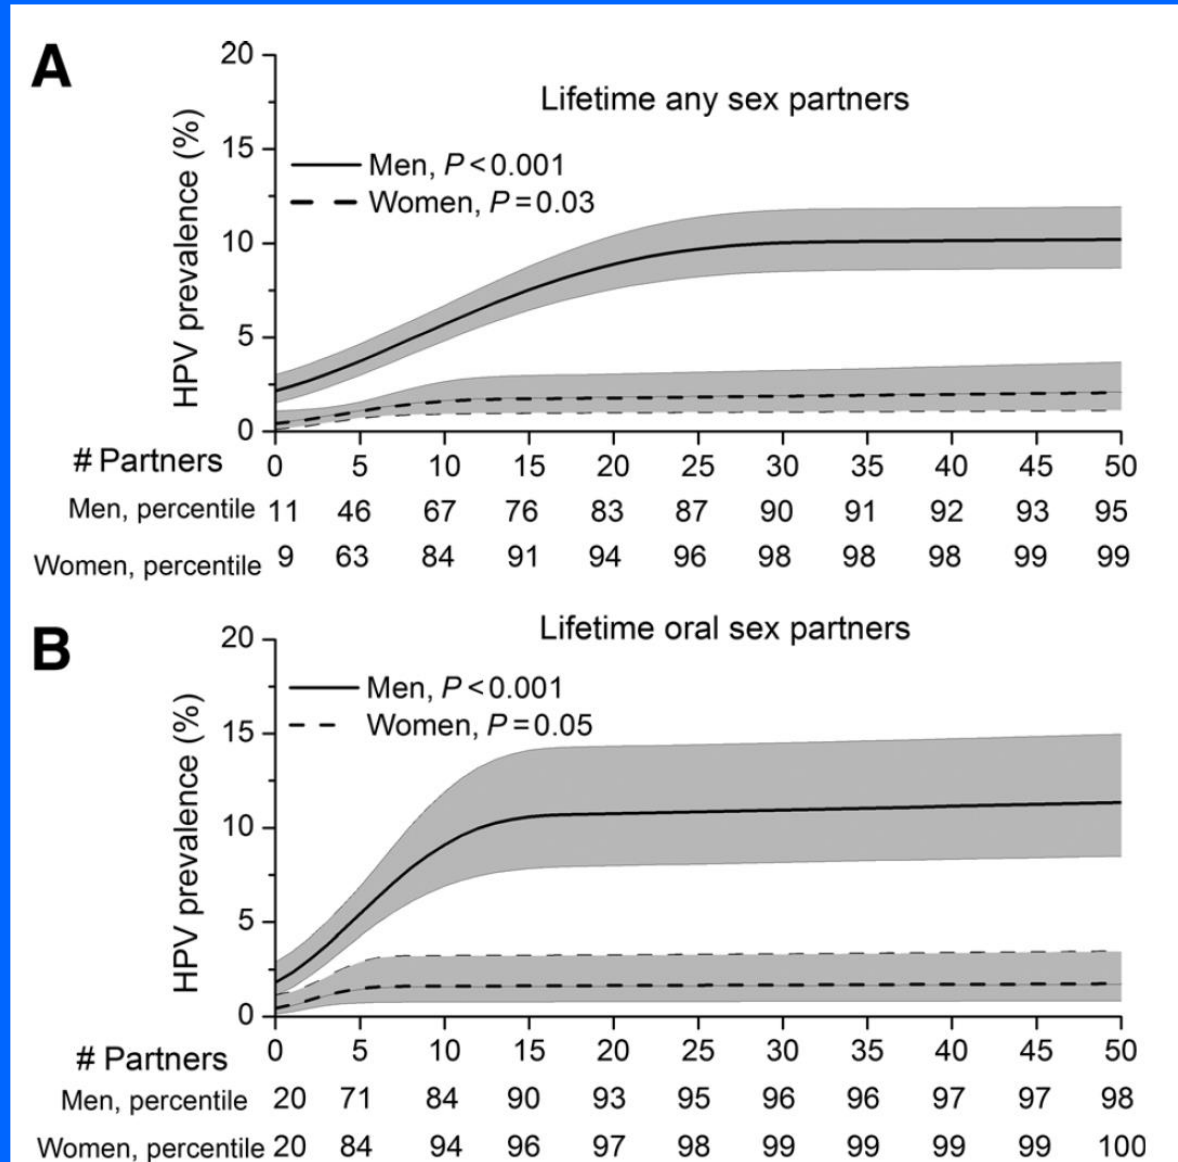 A
Lifetime any sex partners
HPV prevalence (%)
20
15
10
5
0
Men, P<0.001
Women, P=0.03
# Partners 0 5 10 15 20 25 30 35 40 45 50
Men, percentile 11 46 67 76 83 87 90 91 92 93 95
Women, percentile 9 63 84 91 94 96 98 98 98 99 99
B
Lifetime oral sex partners
HPV prevalence (%)
20
15
10
5
0
Men, P<0.001
Women, P=0.05
# Partners 0 5 10 15 20 25 30 35 40 45 50
Men, percentile 20 71 84 90 93 95 96 96 97 97 98
Women, percentile 20 84 94 96 97 98 99 99 99 99 100